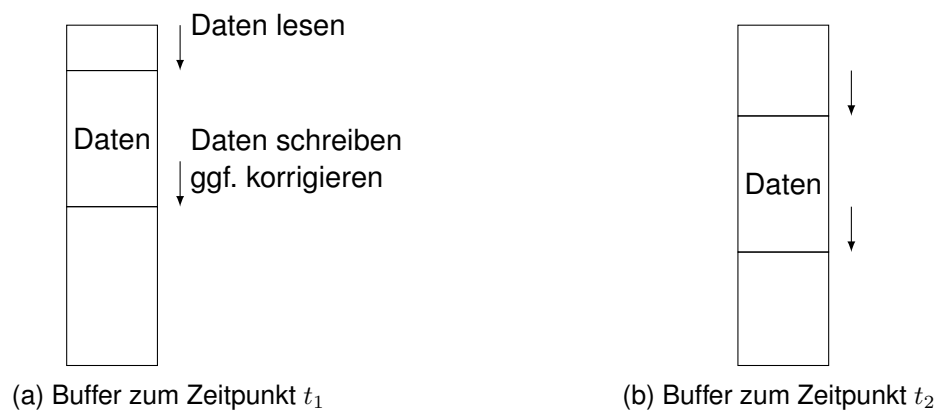 Daten lesen
Daten
Daten schreiben
ggf. korrigieren
Daten
(a) Buffer zum Zeitpunkt t₁
(b) Buffer zum Zeitpunkt t₂